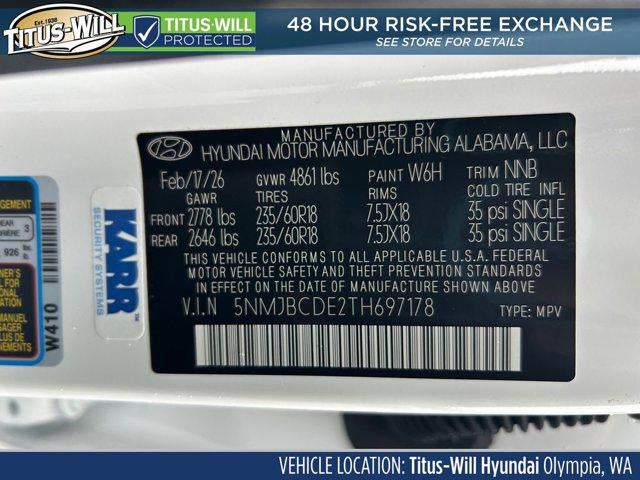 Est. 1938
TITUS-WILL
TITUS-WILL
PROTECTED
48 HOUR RISK-FREE EXCHANGE
SEE STORE FOR DETAILS
MANUFACTURED BY
HYUNDAI MOTOR MANUFACTURING ALABAMA, LLC
Feb/17/26 GVWR 4861 lbs PAINT W6H TRIM NNB
GAWR TIRES RIMS COLD TIRE INFL
FRONT 2778 lbs 235/60R18 7.5JX18 35 psi SINGLE
REAR 2646 lbs 235/60R18 7.5JX18 35 psi SINGLE
THIS VEHICLE CONFORMS TO ALL APPLICABLE U.S.A. FEDERAL
MOTOR VEHICLE SAFETY AND THEFT PREVENTION STANDARDS
IN EFFECT ON THE DATE OF MANUFACTURE SHOWN ABOVE
V.I.N 5NMJBCDE2TH697178 TYPE: MPV
KARR
SECURITY SYSTEMS
W410
926
3
VEHICLE LOCATION: Titus-Will Hyundai Olympia, WA